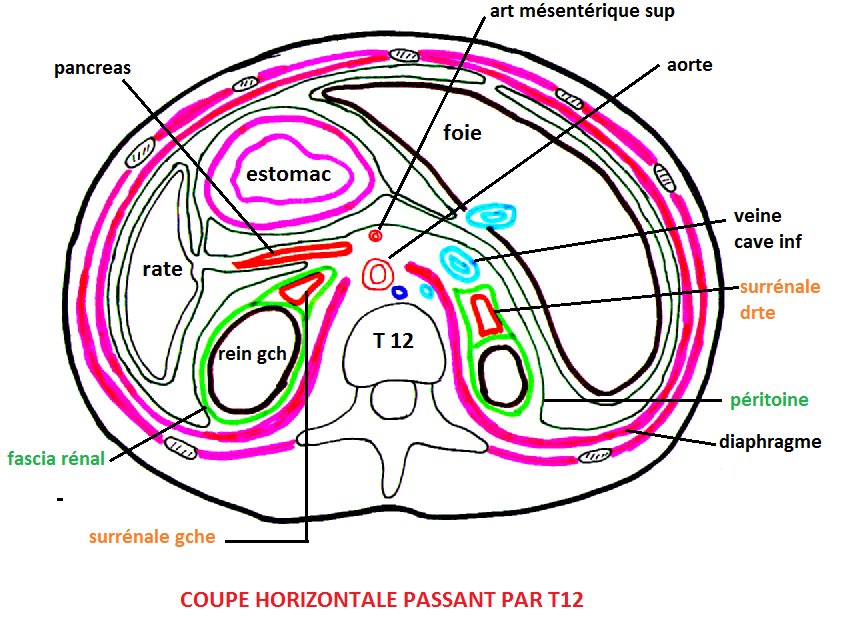 art mésentérique sup
pancreas
aorte
foie
estomac
veine
cave inf
rate
surrénale
drte
T 12
rein gch
péritoine
diaphragme
fascia rénal
surrénale gche
COUPE HORIZONTALE PASSANT PAR T12